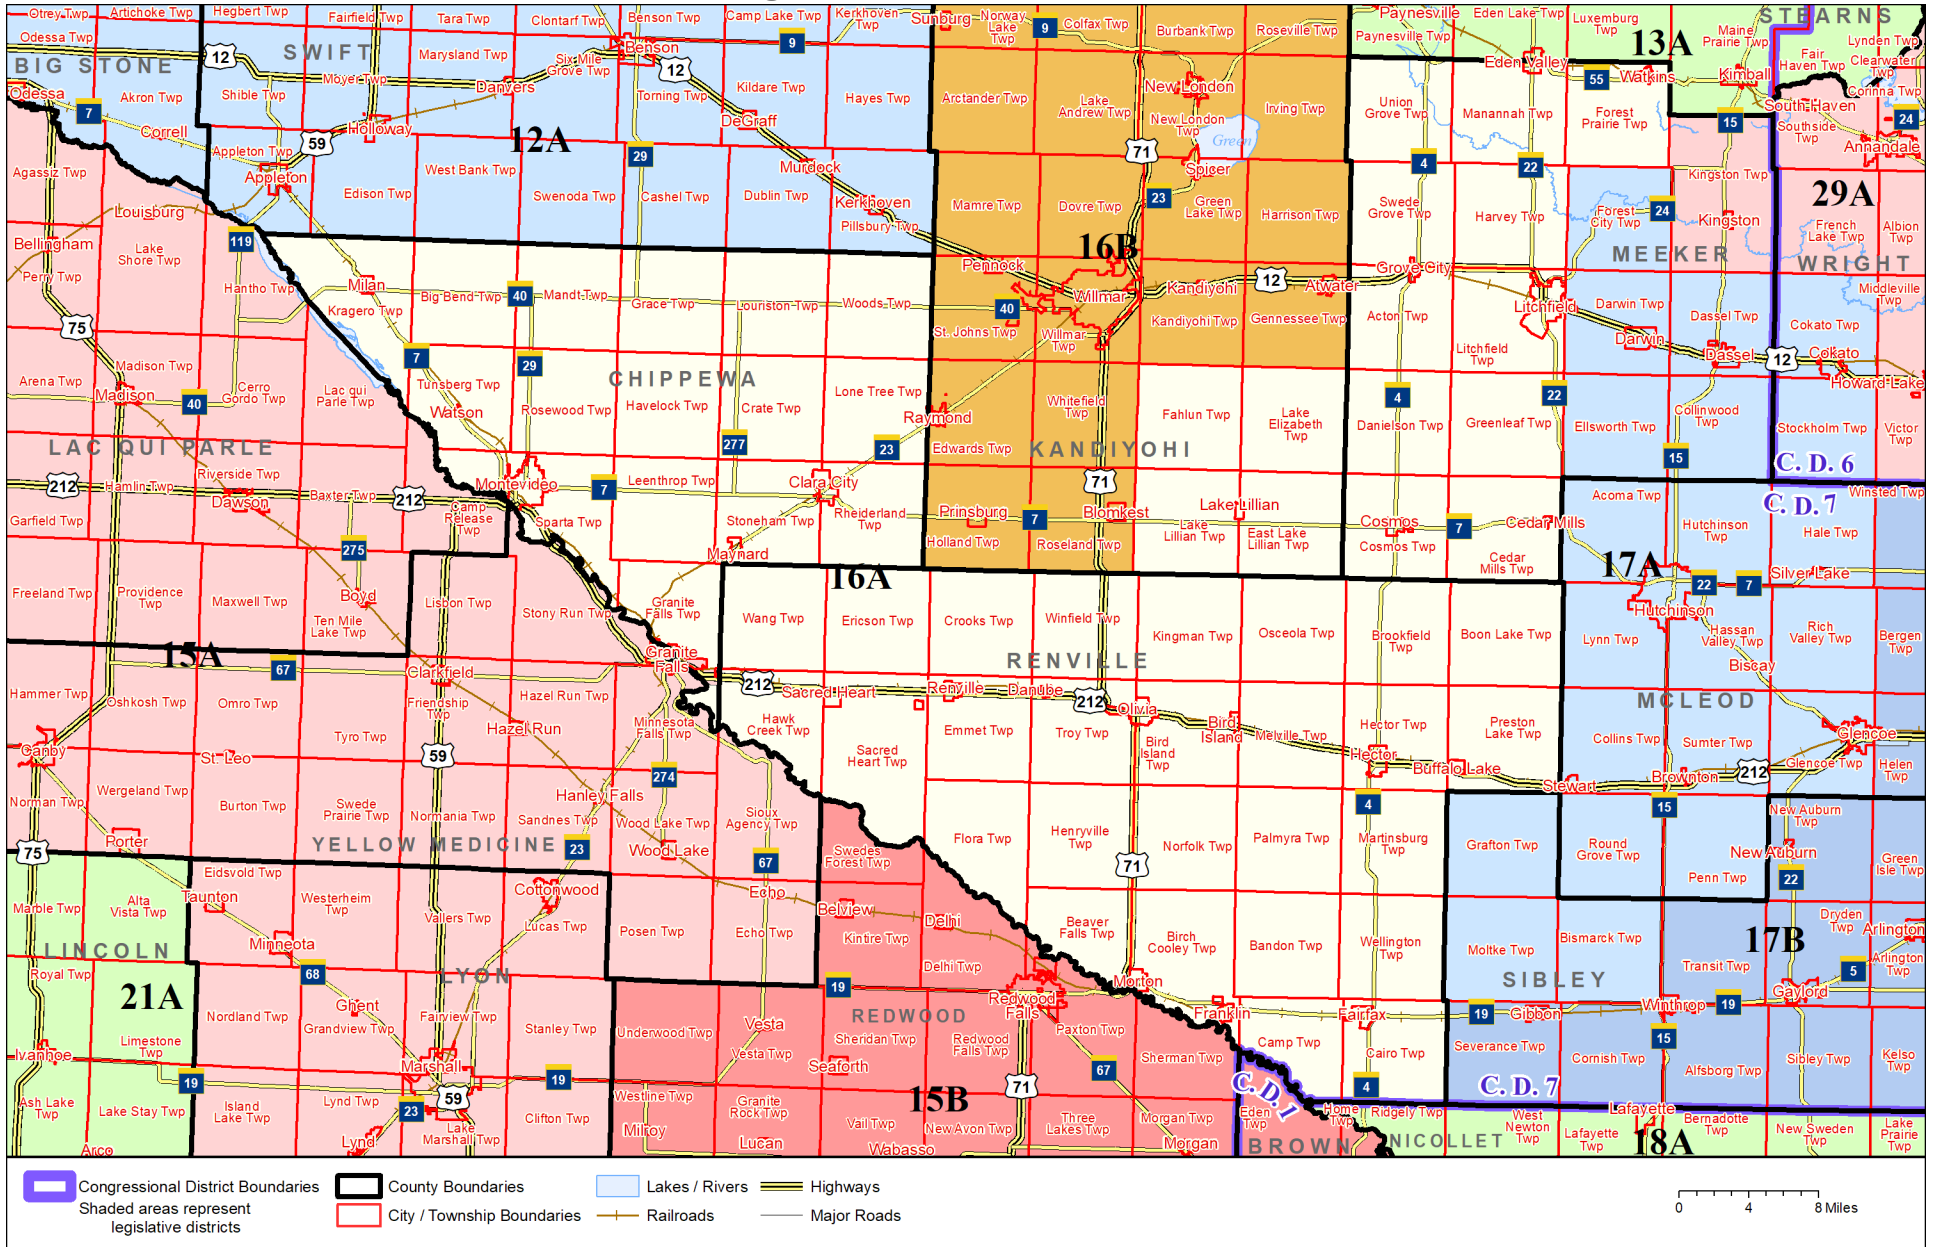 Otrey Twp
Artichoke Twp
Hegbert Twp
Fairfield Twp
Tara Twp
Clontarf Twp
Benson Twp
Camp Lake Twp
Kerkhoven
Twp
Sunburg
Norway
Lake
Twp
9
Colfax Twp
Burbank Twp
Roseville Twp
Paynesville
Paynesville Twp
Eden Lake Twp
Luxemburg
Twp
13A
STEARNS
Maine
Prairie Twp
Fair
Haven Twp
Lynden Twp
Clearwater
Twp
Odessa Twp
BIG STONE
12
SWIFT
Moyer Twp
Marysland Twp
Six Mile
Grove Twp
Benson
12
9
Danvers
Odessa
7
Akron Twp
Shible Twp
Torning Twp
Kildare Twp
Hayes Twp
Arctander Twp
Lake
Andrew Twp
New London
New London
Twp
Irving Twp
Green
Eden Valley
55
Watkins
Kimball
Union
Grove Twp
Manannah Twp
Forest
Prairie Twp
15
South Haven
Southside
Twp
Corinna Twp
24
Annandale
Correll
Holloway
59
12A
DeGraff
Appleton Twp
Appleton
29
Murdock
71
Spicer
4
22
Kingston Twp
29A
Agassiz Twp
Louisburg
Edison Twp
West Bank Twp
Swenoda Twp
Cashel Twp
Dublin Twp
Kerkhoven
Pillsbury Twp
Mamre Twp
Dovre Twp
23
Green
Lake Twp
Harrison Twp
Swede
Grove Twp
Harvey Twp
Forest
City Twp
24
Kingston
French
Lake Twp
Albion
Twp
Bellingham
Lake
Shore Twp
119
16B
MEEKER
WRIGHT
Perry Twp
Hantho Twp
Milan
Kragero Twp
Big Bend Twp
40
Mandt Twp
Grace Twp
Louriston Twp
Woods Twp
Pennock
40
St. Johns Twp
Willmar
Willmar
Twp
Kandiyohi
Kandiyohi Twp
12
Atwater
Gennessee Twp
Grove City
Acton Twp
Litchfield
Litchfield
Twp
Darwin Twp
Darwin
Dassel Twp
Dassel
12
Middleville
Twp
Cokato Twp
Cokato
Howard Lake
75
Madison Twp
Arena Twp
Madison
40
Cerro
Gordo Twp
Lac qui
Parle Twp
7
29
Tunsberg Twp
Watson
Rosewood Twp
CHIPPEWA
Havelock Twp
Crate Twp
Lone Tree Twp
Raymond
Whitefield
Twp
Fahlun Twp
Lake
Elizabeth
Twp
4
Danielson Twp
22
Greenleaf Twp
Ellsworth Twp
Collinwood
Twp
Stockholm Twp
Victor
Twp
LAC QUI PARLE
277
23
Edwards Twp
KANDIYOHI
15
C. D. 6
Riverside Twp
212
Hamlin Twp
Dawson
Baxter Twp
212
Montevideo
7
Leenthrop Twp
Clara City
71
C. D. 7
Acoma Twp
Winsted Twp
Garfield Twp
Camp
Release
Twp
Sparta Twp
Stoneham Twp
Rheiderland
Twp
Prinsburg
7
Blomkest
Lake Lillian
Lake
Lillian Twp
East Lake
Lillian Twp
Cosmos
Cosmos Twp
7
Cedar Mills
Cedar
Mills Twp
Hutchinson
Twp
Hale Twp
275
Maynard
Holland Twp
Roseland Twp
16A
17A
22
7
Silver Lake
Hutchinson
Freeland Twp
Providence
Twp
Maxwell Twp
Boyd
Ten Mile
Lake Twp
Lisbon Twp
Stony Run Twp
Granite
Falls Twp
Wang Twp
Ericson Twp
Crooks Twp
Winfield Twp
Kingman Twp
Osceola Twp
Brookfield
Twp
Boon Lake Twp
Lynn Twp
Hassan
Valley Twp
Rich
Valley Twp
Bergen
Twp
15A
67
Clarkfield
Granite
Falls
RENVILLE
Biscay
Hammer Twp
Oshkosh Twp
Omro Twp
Friendship
Twp
Hazel Run Twp
212
Sacred Heart
Renville
Danube
212
Olivia
MCLEOD
Hazel Run
Minnesota
Falls Twp
Hawk
Creek Twp
Emmet Twp
Troy Twp
Bird
Island
Melville Twp
Hector Twp
Preston
Lake Twp
Collins Twp
Sumter Twp
Glencoe
Canby
St. Leo
Tyro Twp
59
274
Sacred
Heart Twp
Bird
Island
Twp
Hector
Buffalo Lake
Stewart
Brownton
212
Glencoe Twp
Helen
Twp
Norman Twp
Wergeland Twp
Burton Twp
Swede
Prairie Twp
Normania Twp
Hanley Falls
Sandnes Twp
Wood Lake Twp
Sioux
Agency Twp
4
15
New Auburn
Twp
Porter
YELLOW MEDICINE
23
Wood Lake
67
Swedes
Forest Twp
Flora Twp
Henryville
Twp
Norfolk Twp
Palmyra Twp
Martinsburg
Twp
Grafton Twp
Round
Grove Twp
Penn Twp
New Auburn
22
Green
Isle Twp
75
Eidsvold Twp
Taunton
Westerheim
Twp
Cottonwood
Echo
71
Marble Twp
Alta
Vista Twp
Vallers Twp
Lucas Twp
Posen Twp
Echo Twp
Belview
Kintire Twp
Delhi
Beaver
Falls Twp
Birch
Cooley Twp
Bandon Twp
Wellington
Twp
Moltke Twp
Bismarck Twp
17B
Dryden
Twp
Arlington
LINCOLN
Minneota
Royal Twp
68
LYON
Delhi Twp
Morton
SIBLEY
Transit Twp
5
Arlington
Twp
21A
Ghent
Nordland Twp
Grandview Twp
Fairview Twp
Stanley Twp
Underwood Twp
19
REDWOOD
Redwood
Falls
Gaylord
Vesta
Vesta Twp
Sheridan Twp
Redwood
Falls Twp
Paxton Twp
Franklin
Fairfax
19
Gibbon
Winthrop
19
Limestone
Twp
Ivanhoe
Marshall
Seaforth
67
Sherman Twp
Camp Twp
Cairo Twp
Severance Twp
15
Cornish Twp
Alfsborg Twp
Sibley Twp
Kelso
Twp
19
19
59
23
71
15B
C. D. 1
4
C. D. 7
Ash Lake
Twp
Lake Stay Twp
Island
Lake Twp
Lynd Twp
Lake
Marshall Twp
Clifton Twp
Westline Twp
Granite
Rock Twp
Vail Twp
New Avon Twp
Three
Lakes Twp
Morgan Twp
Eden
Twp
Home
Twp
Ridgely Twp
West
Newton
Twp
Lafayette
Lafayette
Twp
Bernadotte
Twp
New Sweden
Twp
Lake
Prairie
Twp
Arco
Lynd
Milroy
Lucan
Wabasso
Morgan
BROWN
NICOLLET
18A
Congressional District Boundaries
County Boundaries
Lakes / Rivers
Highways
Shaded areas represent
legislative districts
City / Township Boundaries
Railroads
Major Roads
0 4 8 Miles